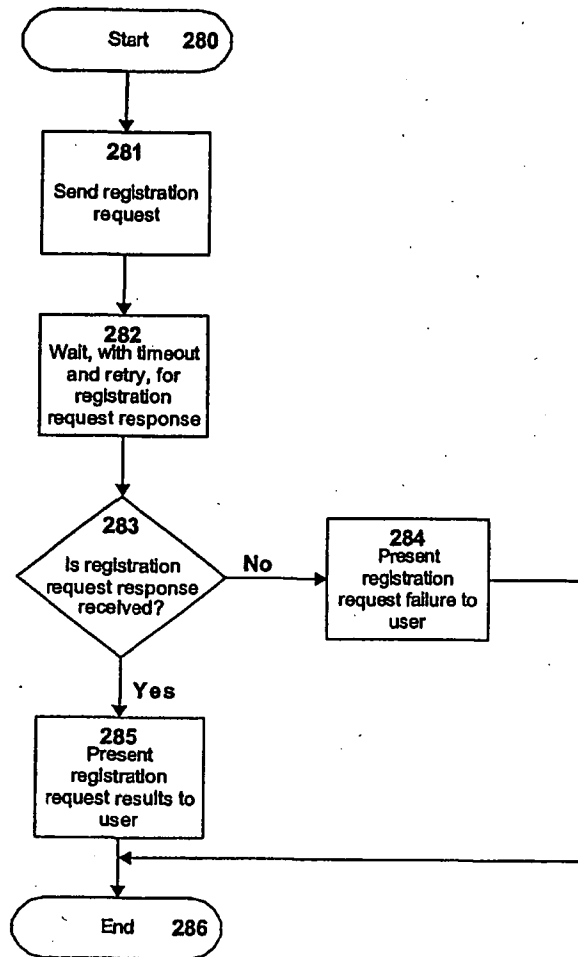 Start 280
281
Send registration
request
282
Wait, with timeout
and retry, for
registration
request response
283
Is registration
request response
received?
No
284
Present
registration
request failure to
user
Yes
285
Present
registration
request results to
user
End 286